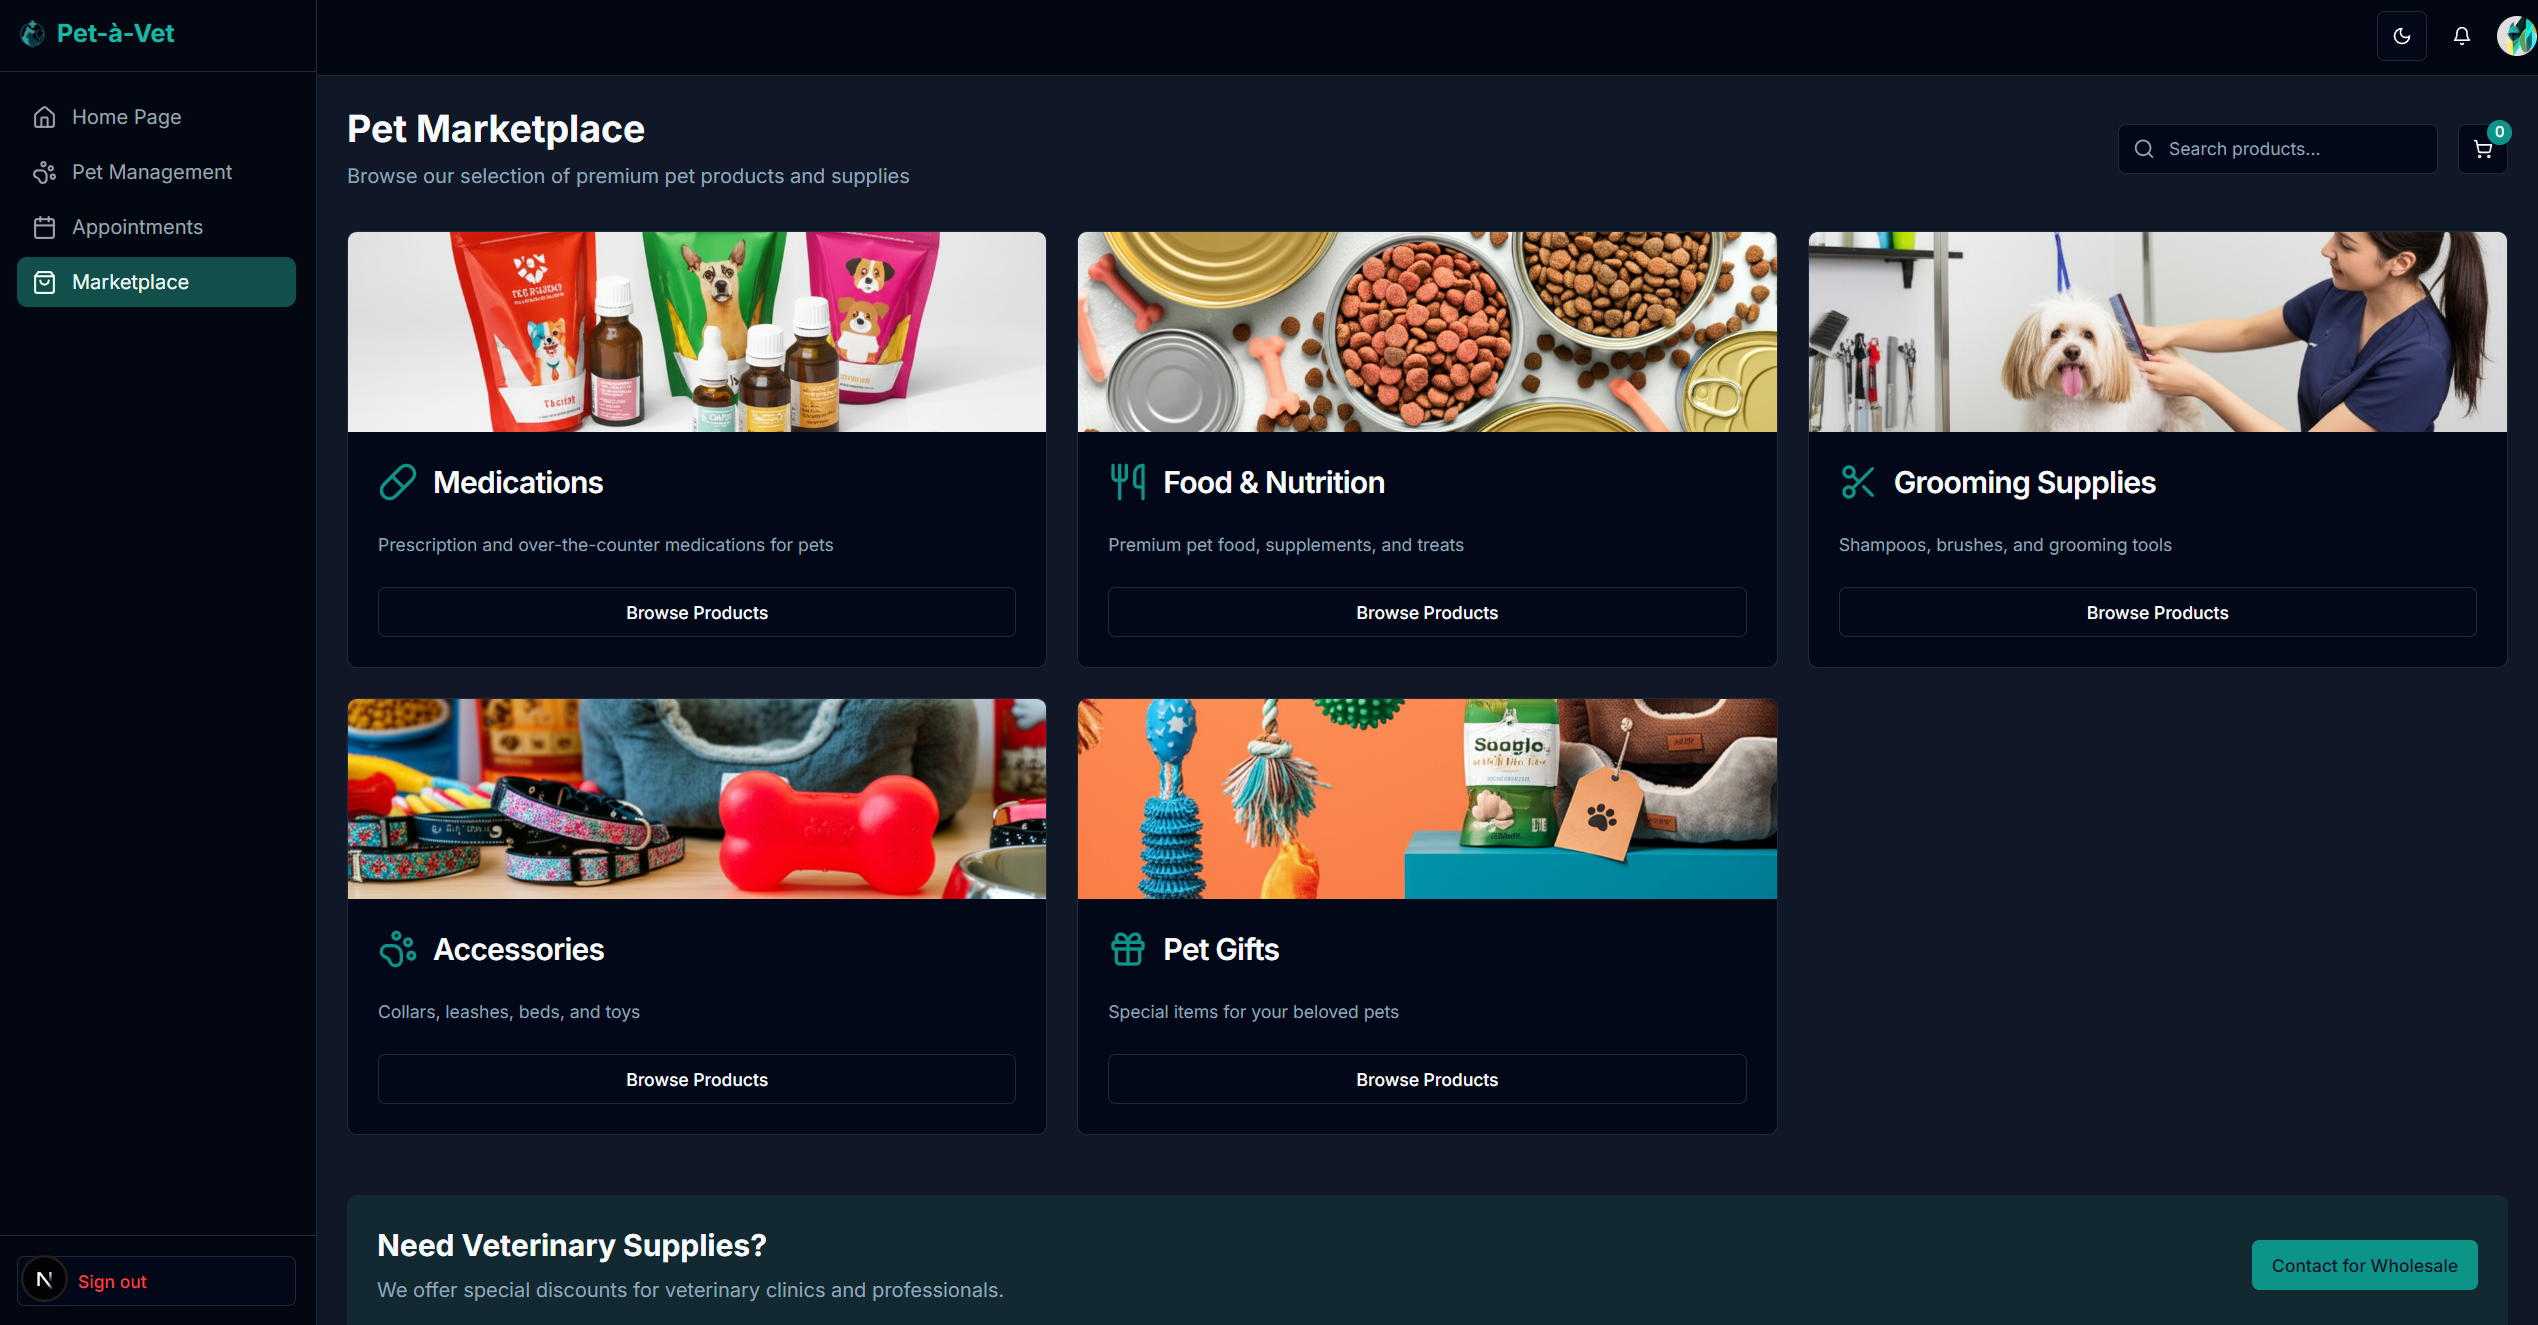 Pet-à-Vet
Home Page
Pet Management
Appointments
Marketplace
N
Sign out
Pet Marketplace
Browse our selection of premium pet products and supplies
Search products...
0
Medications
Prescription and over-the-counter medications for pets
Browse Products
Food & Nutrition
Premium pet food, supplements, and treats
Browse Products
Grooming Supplies
Shampoos, brushes, and grooming tools
Browse Products
Accessories
Collars, leashes, beds, and toys
Browse Products
Pet Gifts
Special items for your beloved pets
Browse Products
Need Veterinary Supplies?
We offer special discounts for veterinary clinics and professionals.
Contact for Wholesale